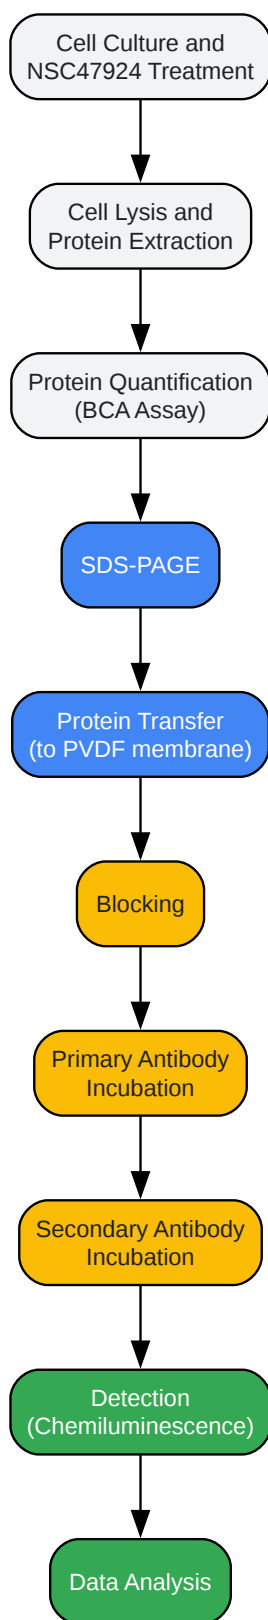 Cell Culture and
NSC47924 Treatment
Cell Lysis and
Protein Extraction
Protein Quantification
(BCA Assay)
SDS-PAGE
Protein Transfer
(to PVDF membrane)
Blocking
Primary Antibody
Incubation
Secondary Antibody
Incubation
Detection
(Chemiluminescence)
Data Analysis